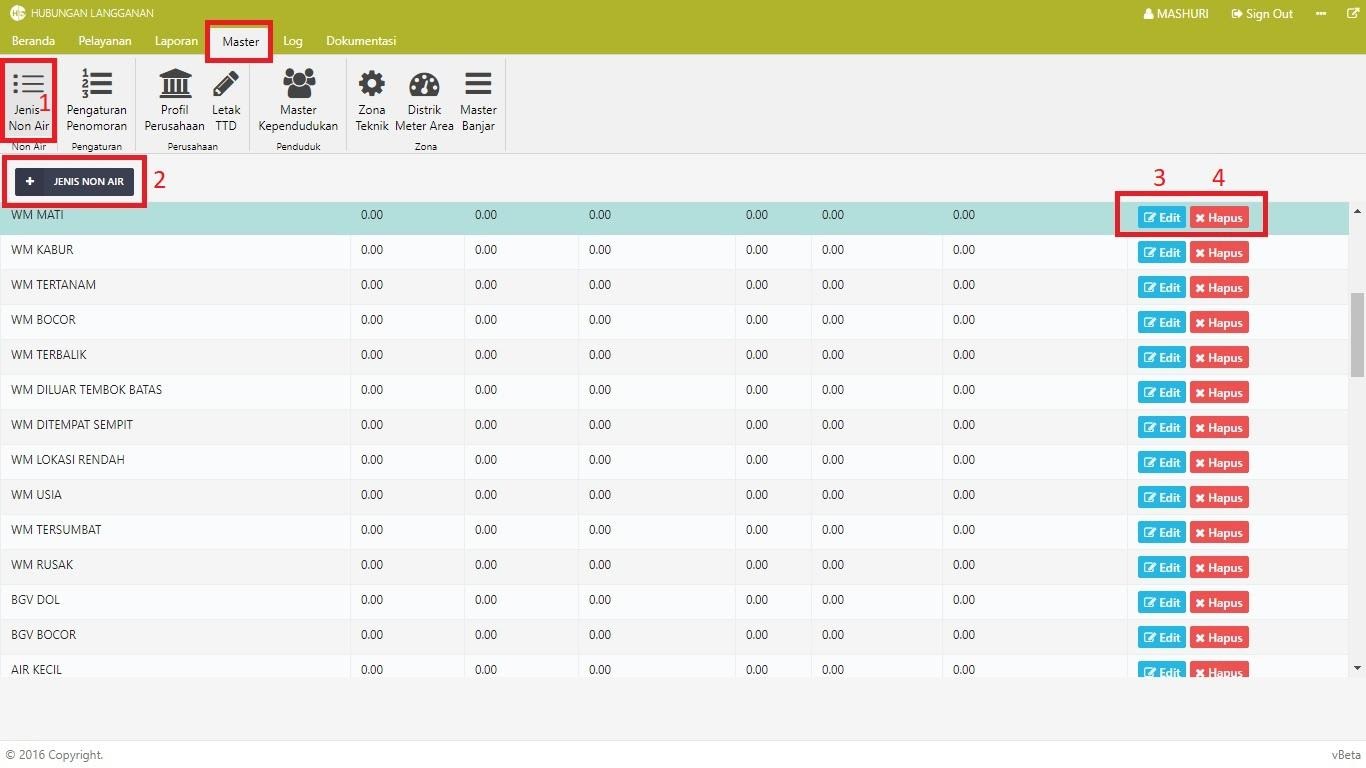 HUBUNGAN LANGGANAN
MASHURI Sign Out
Beranda Pelayanan Laporan Master Log Dokumentasi
1
Jenis Non Air
Pengaturan Penomoran
Profil Perusahaan
Letak TTD
Master Kependudukan
Zona Teknik
Distrik Meter Area
Master Banjar
Non Air Pengaturan Perusahaan Penduduk Zona
+ JENIS NON AIR 2 3 4
WM MATI 0.00 0.00 0.00 0.00 0.00 0.00 Edit Hapus
WM KABUR 0.00 0.00 0.00 0.00 0.00 0.00 Edit Hapus
WM TERTANAM 0.00 0.00 0.00 0.00 0.00 0.00 Edit Hapus
WM BOCOR 0.00 0.00 0.00 0.00 0.00 0.00 Edit Hapus
WM TERBALIK 0.00 0.00 0.00 0.00 0.00 0.00 Edit Hapus
WM DILUAR TEMBOK BATAS 0.00 0.00 0.00 0.00 0.00 0.00 Edit Hapus
WM DITEMPAT SEMPIT 0.00 0.00 0.00 0.00 0.00 0.00 Edit Hapus
WM LOKASI RENDAH 0.00 0.00 0.00 0.00 0.00 0.00 Edit Hapus
WM USIA 0.00 0.00 0.00 0.00 0.00 0.00 Edit Hapus
WM TERSUMBAT 0.00 0.00 0.00 0.00 0.00 0.00 Edit Hapus
WM RUSAK 0.00 0.00 0.00 0.00 0.00 0.00 Edit Hapus
BGV DOL 0.00 0.00 0.00 0.00 0.00 0.00 Edit Hapus
BGV BOCOR 0.00 0.00 0.00 0.00 0.00 0.00 Edit Hapus
AIR KECIL 0.00 0.00 0.00 0.00 0.00 0.00 Edit Hapus
© 2016 Copyright. vBeta